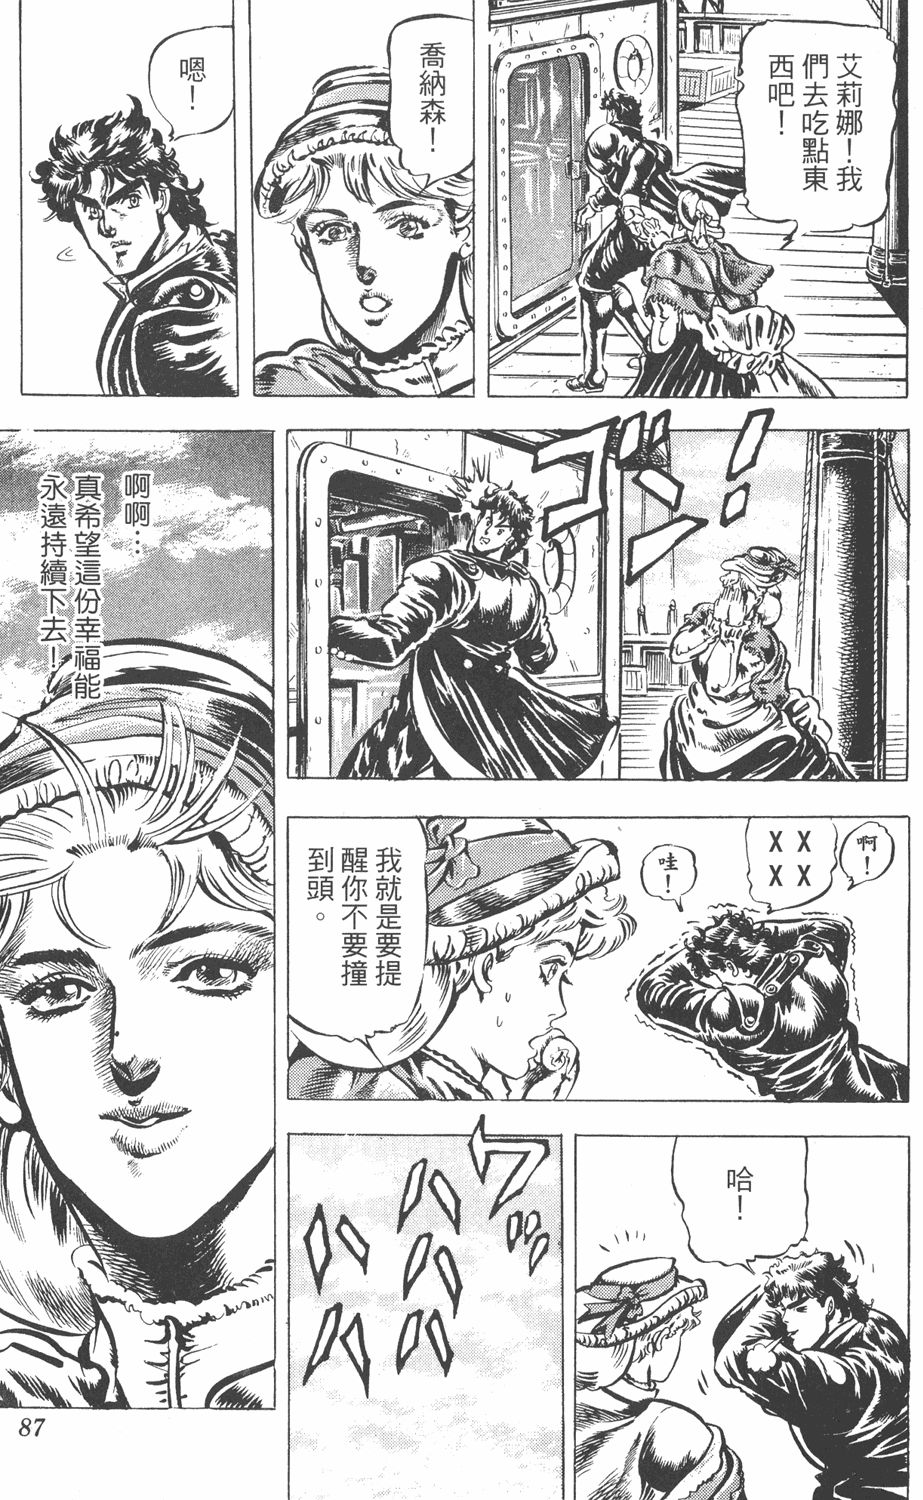 艾莉娜！我
們去吃點東
西吧！
喬納森！
嗯！
ゴン！！
啊！
X X
X X
哇！
我就是要提
醒你不要撞
到頭。
哈！
ワハハハ
ハハハ
啊啊…
真希望這份幸福能
永遠持續下去！
87